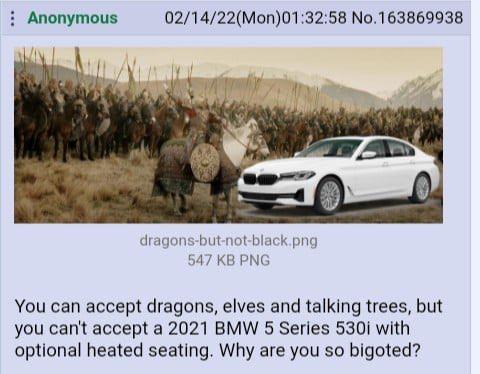 Anonymous 02/14/22(Mon)01:32:58 No.163869938
dragons-but-not-black.png
547 KB PNG
You can accept dragons, elves and talking trees, but
you can't accept a 2021 BMW 5 Series 530i with
optional heated seating. Why are you so bigoted?